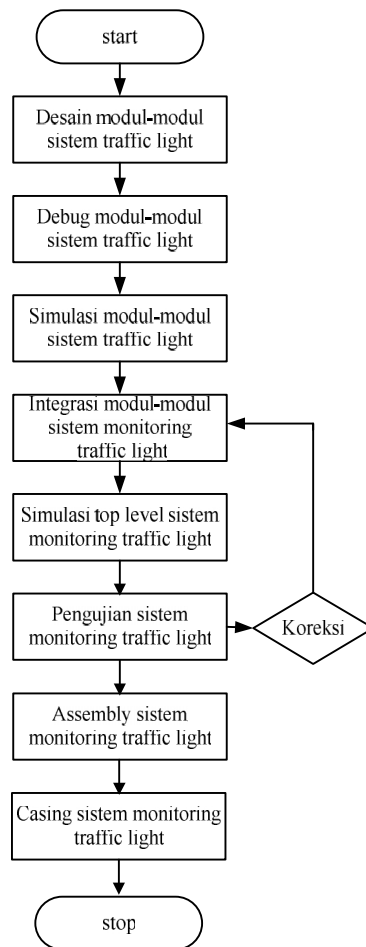 start
Desain modul-modul
sistem traffic light
Debug modul-modul
sistem traffic light
Simulasi modul-modul
sistem traffic light
Integrasi modul-modul
sistem monitoring
traffic light
Simulasi top level sistem
monitoring traffic light
Pengujian sistem
monitoring traffic light
Koreksi
Assembly sistem
monitoring traffic light
Casing sistem monitoring
traffic light
stop